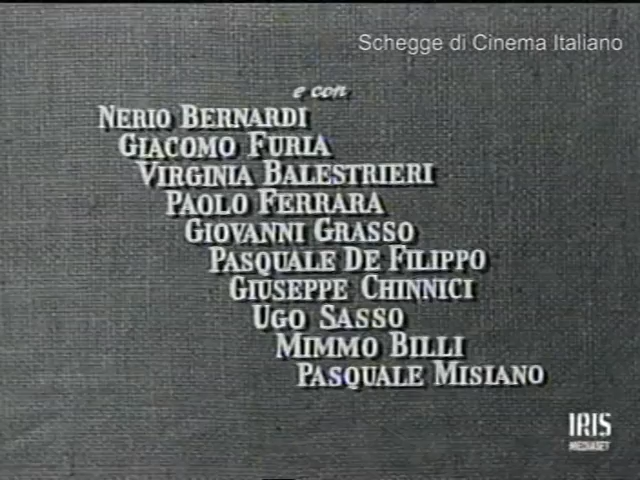 Schegge di Cinema Italiano
e con
NERIO BERNARDI
GIACOMO FURIA
VIRGINIA BALESTRIERI
PAOLO FERRARA
GIOVANNI GRASSO
PASQUALE DE FILIPPO
GIUSEPPE CHINNICI
UGO SASSO
MIMMO BILLI
PASQUALE MISIANO
IRIS
MEDIASET